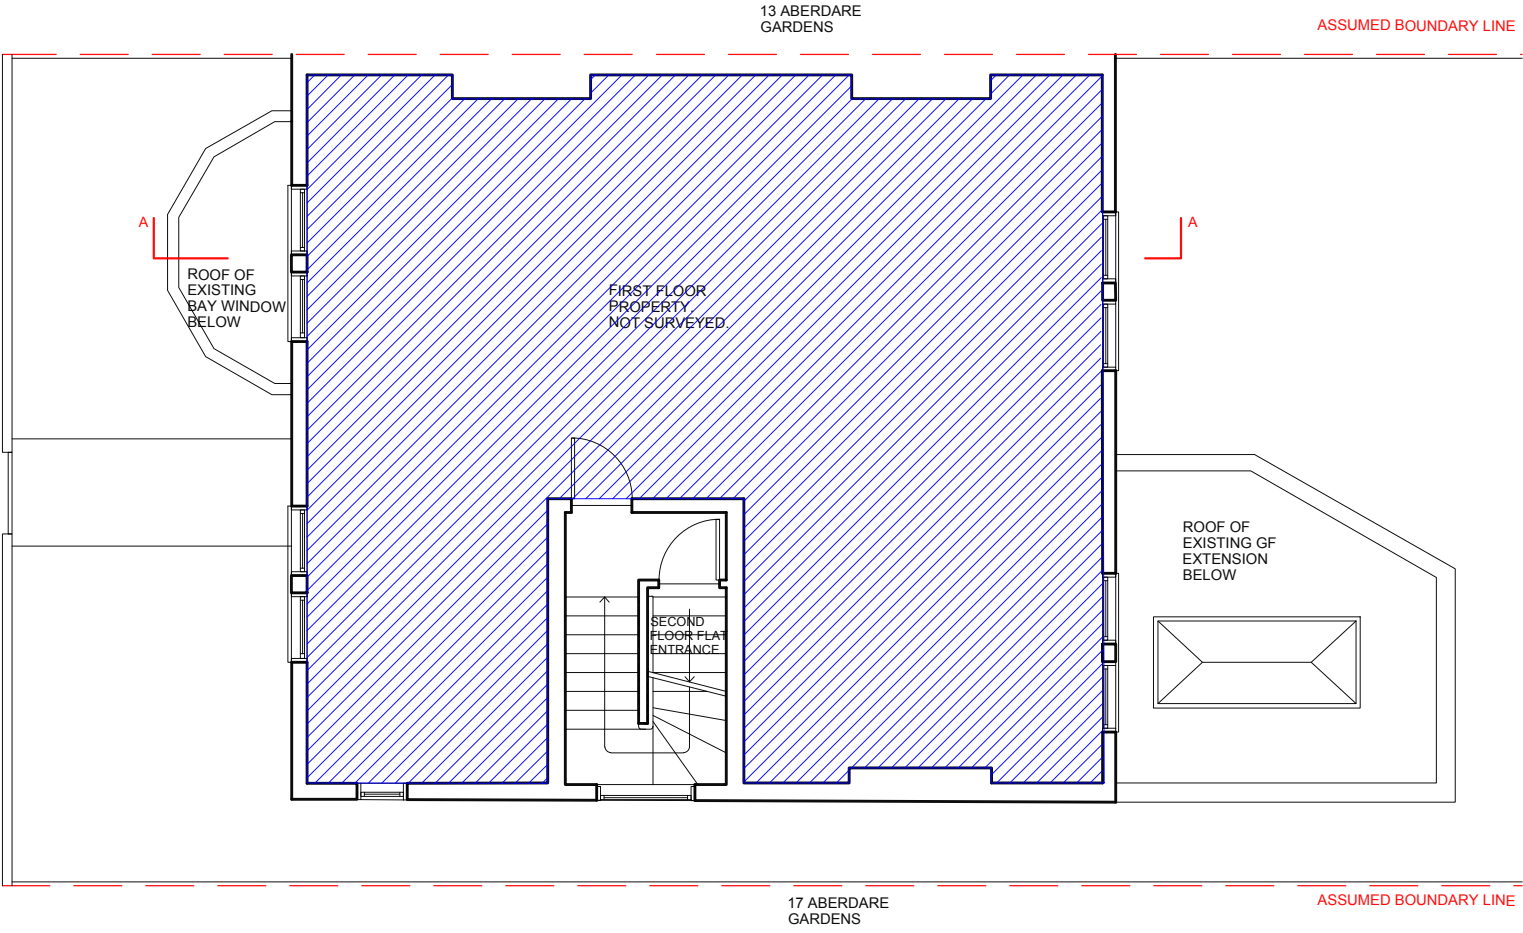 13 ABERDARE
GARDENS
ASSUMED BOUNDARY LINE
A
A
ROOF OF
EXISTING
BAY WINDOW
BELOW
FIRST FLOOR
PROPERTY.
NOT SURVEYED.
ROOF OF
EXISTING GF
EXTENSION
BELOW
SECOND
FLOOR FLAT
ENTRANCE
17 ABERDARE
GARDENS
ASSUMED BOUNDARY LINE